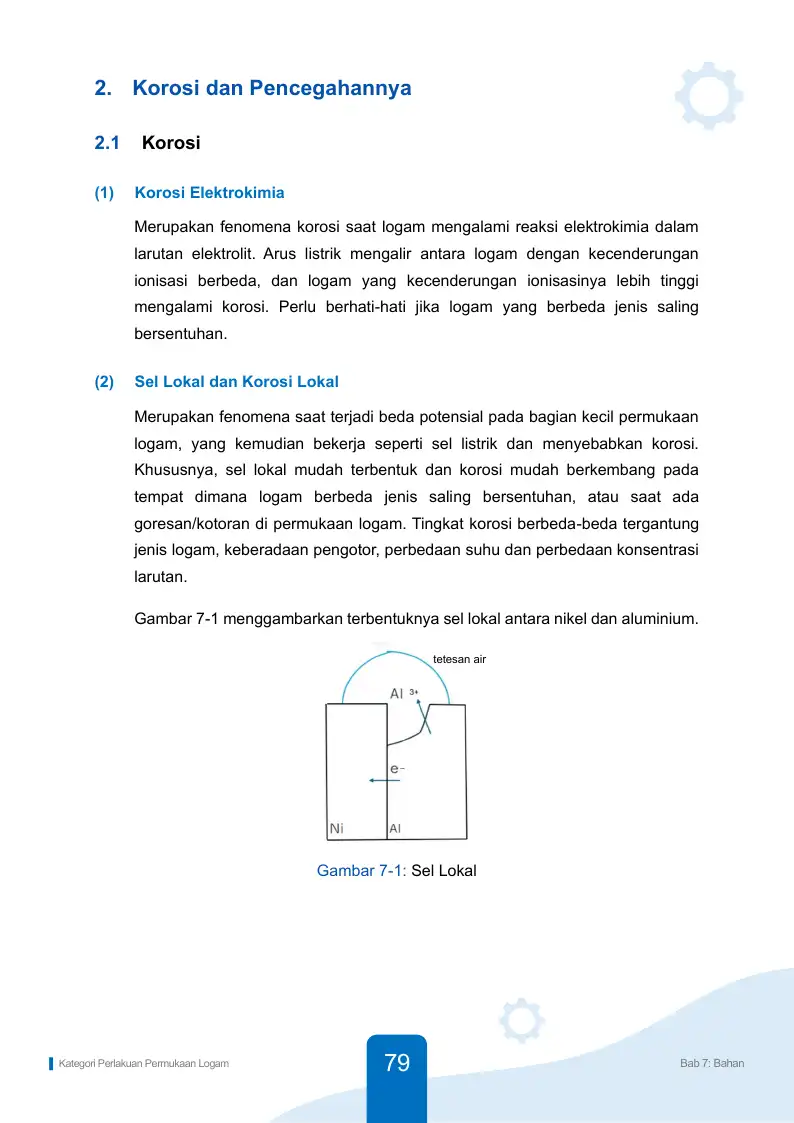 2. Korosi dan Pencegahannya
2.1 Korosi
(1) Korosi Elektrokimia
Merupakan fenomena korosi saat logam mengalami reaksi elektrokimia dalam
larutan elektrolit. Arus listrik mengalir antara logam dengan kecenderungan
ionisasi berbeda, dan logam yang kecenderungan ionisasinya lebih tinggi
mengalami korosi. Perlu berhati-hati jika logam yang berbeda jenis saling
bersentuhan.
(2) Sel Lokal dan Korosi Lokal
Merupakan fenomena saat terjadi beda potensial pada bagian kecil permukaan
logam, yang kemudian bekerja seperti sel listrik dan menyebabkan korosi.
Khususnya, sel lokal mudah terbentuk dan korosi mudah berkembang pada
tempat dimana logam berbeda jenis saling bersentuhan, atau saat ada
goresan/kotoran di permukaan logam. Tingkat korosi berbeda-beda tergantung
jenis logam, keberadaan pengotor, perbedaan suhu dan perbedaan konsentrasi
larutan.
Gambar 7-1 menggambarkan terbentuknya sel lokal antara nikel dan aluminium.
tetesan air
Al ³⁺
e⁻
Ni Al
Gambar 7-1: Sel Lokal
Kategori Perlakuan Permukaan Logam 79 Bab 7: Bahan